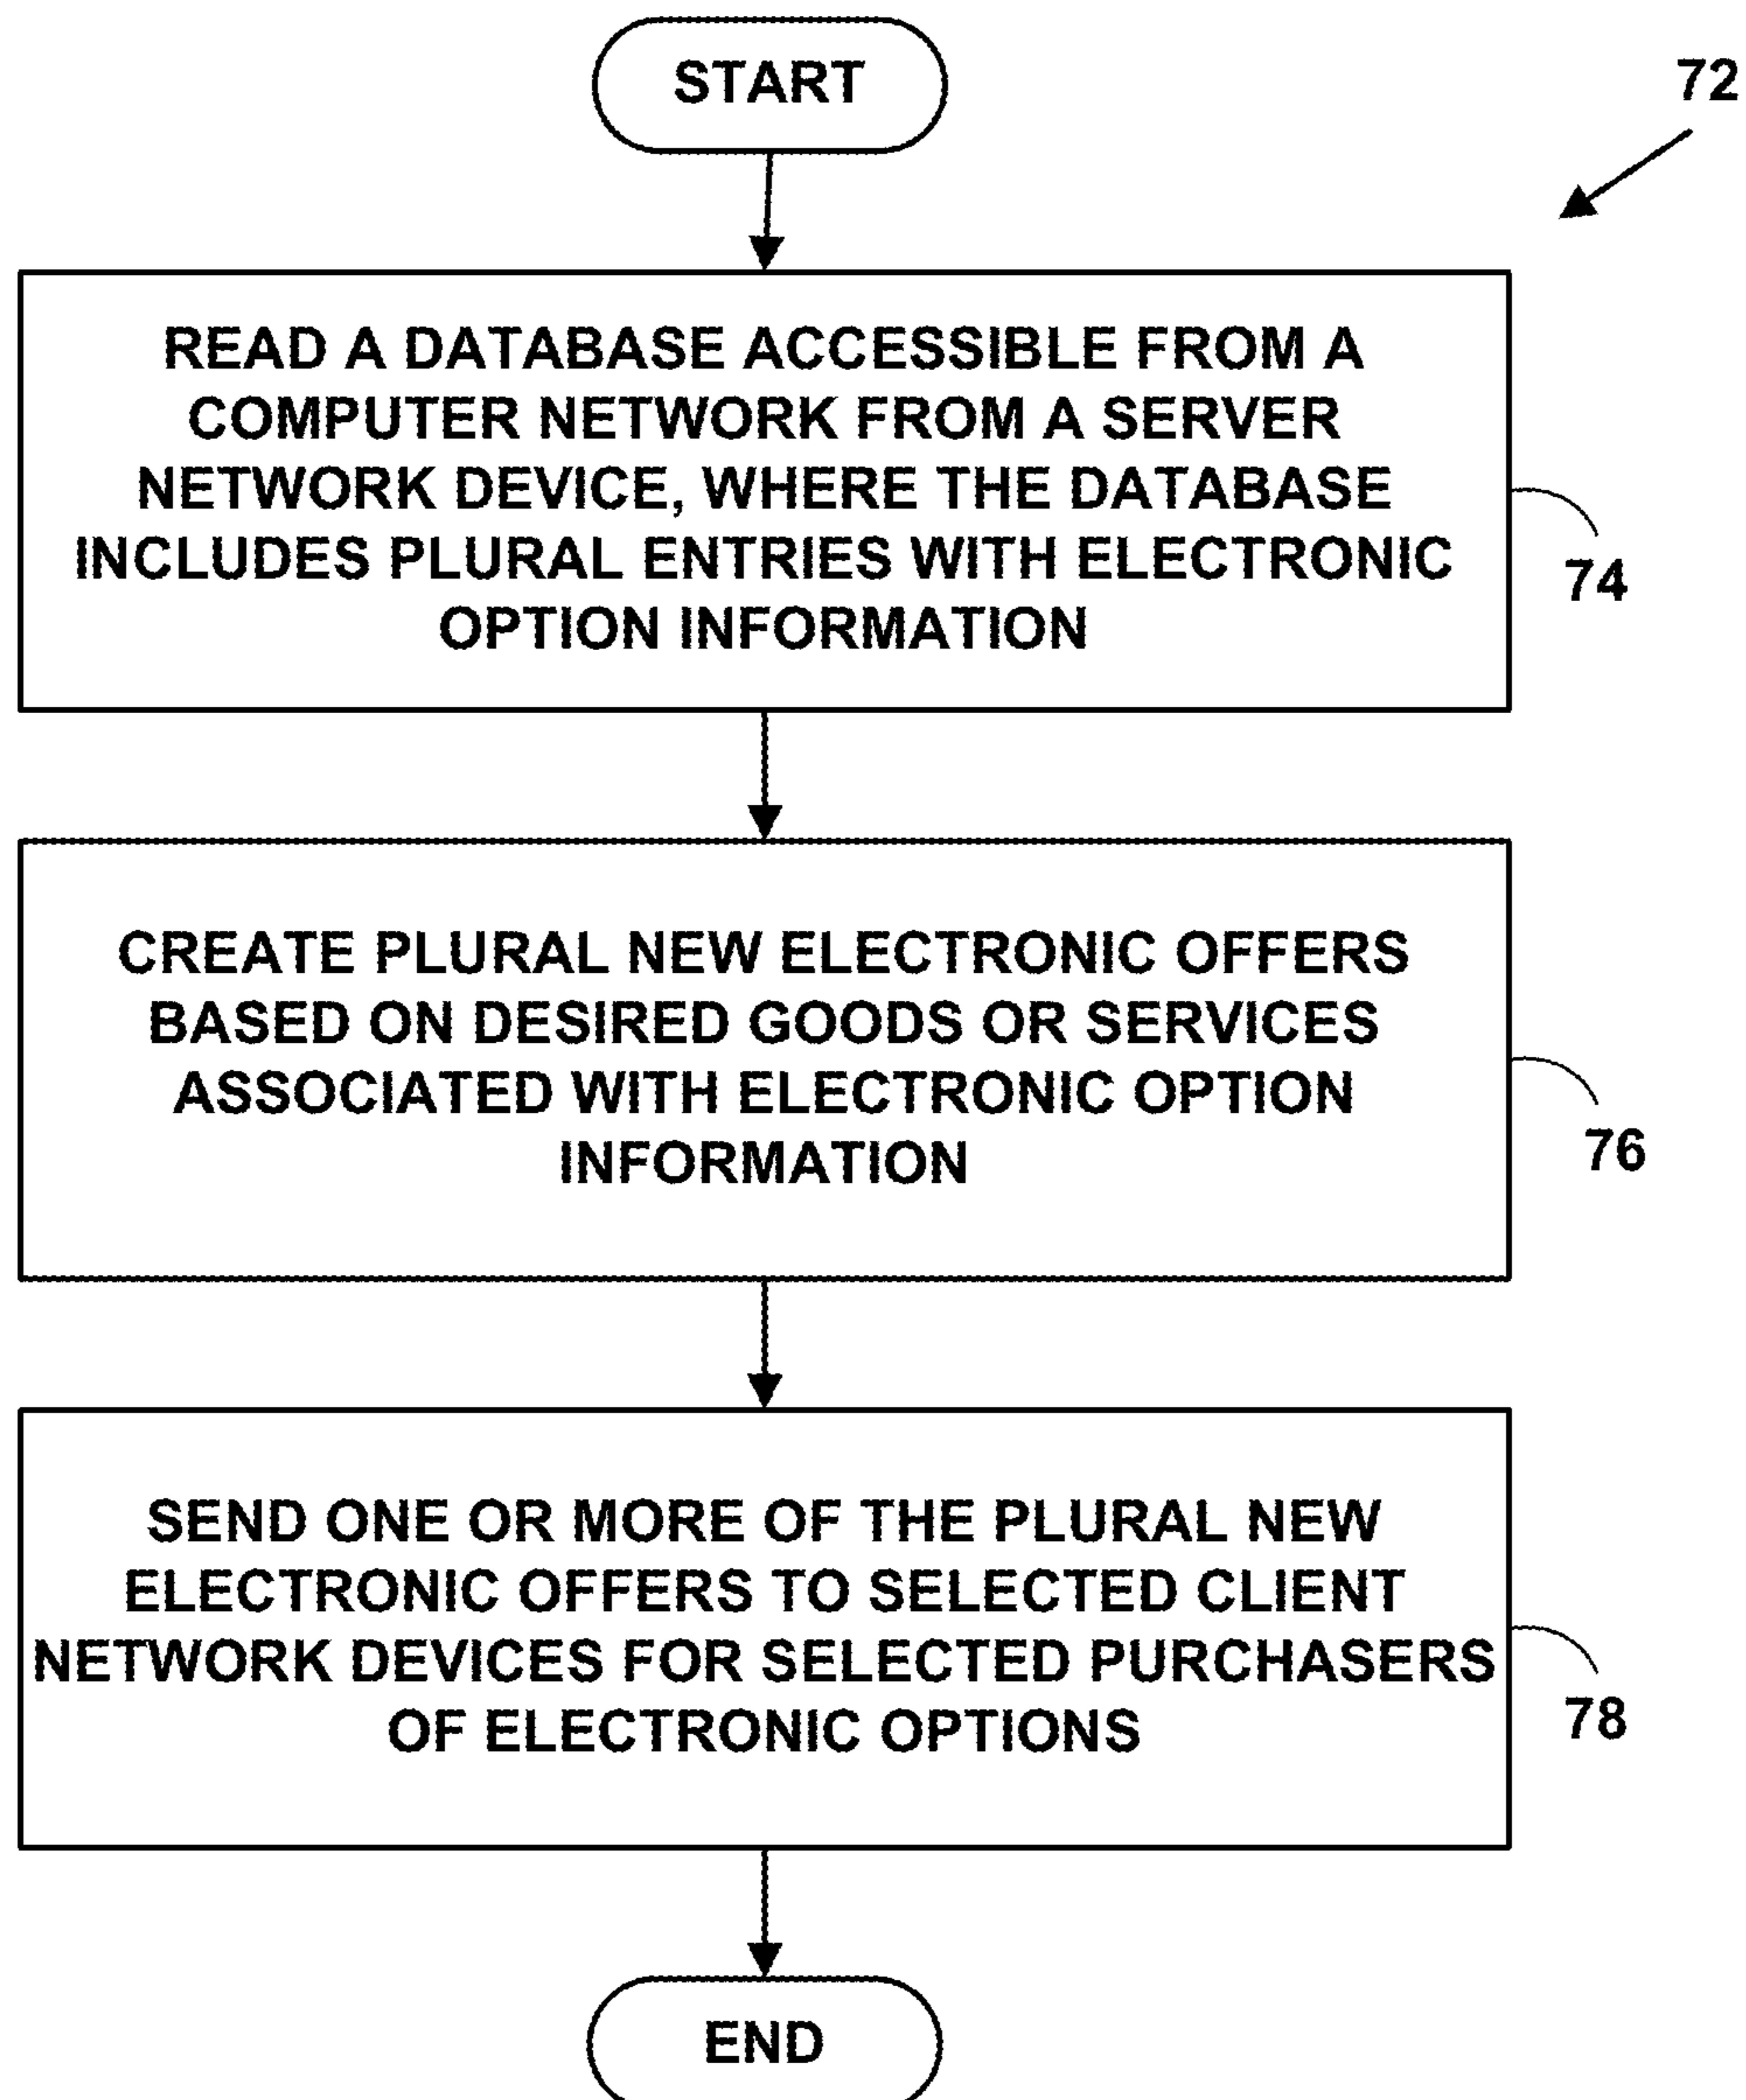 START
72
READ A DATABASE ACCESSIBLE FROM A
COMPUTER NETWORK FROM A SERVER
NETWORK DEVICE, WHERE THE DATABASE
INCLUDES PLURAL ENTRIES WITH ELECTRONIC
OPTION INFORMATION
74
CREATE PLURAL NEW ELECTRONIC OFFERS
BASED ON DESIRED GOODS OR SERVICES
ASSOCIATED WITH ELECTRONIC OPTION
INFORMATION
76
SEND ONE OR MORE OF THE PLURAL NEW
ELECTRONIC OFFERS TO SELECTED CLIENT
NETWORK DEVICES FOR SELECTED PURCHASERS
OF ELECTRONIC OPTIONS
78
END